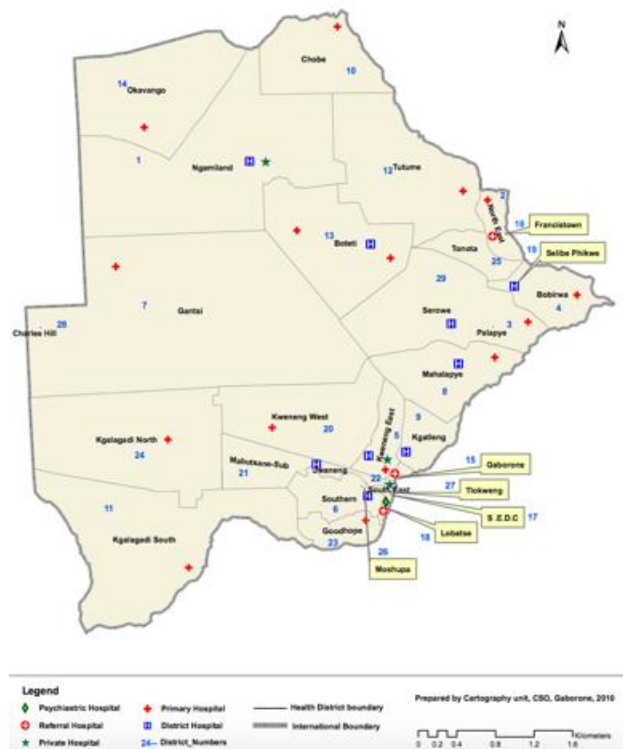 N
Chobe
10
14
Okavango
1
Ngamiland
H
12
Tutume
2
North East
16
Francistown
13
Boteti
H
Tonota
25
19
Selibe Phikwe
H
29
Bobirwa
4
7
Gantsi
28
Charles Hill
Serowe
H
3
Palapye
Mahalapye
H
8
Kweneng West
20
9
Kgatleng
H
Kweneng East
5
H
Kgalagadi North
24
Mabutsane-Sub
21
H
Jwaneng
22
15
Gaborone
South East
27
Tlokweng
11
Southern
6
H
S .E.D.C
17
Kgalagadi South
Goodhope
23
26
18
Lobatse
Moshupa
Legend
Psychiastric Hospital
Primary Hospital
Health District boundary
Prepared by Cartography unit, CSO, Gaborone, 2010
Referral Hospital
H District Hospital
International Boundary
Private Hospital
24-- District_Numbers
Kilometers
0 0.2 0.4 0.8 1.2 1.6